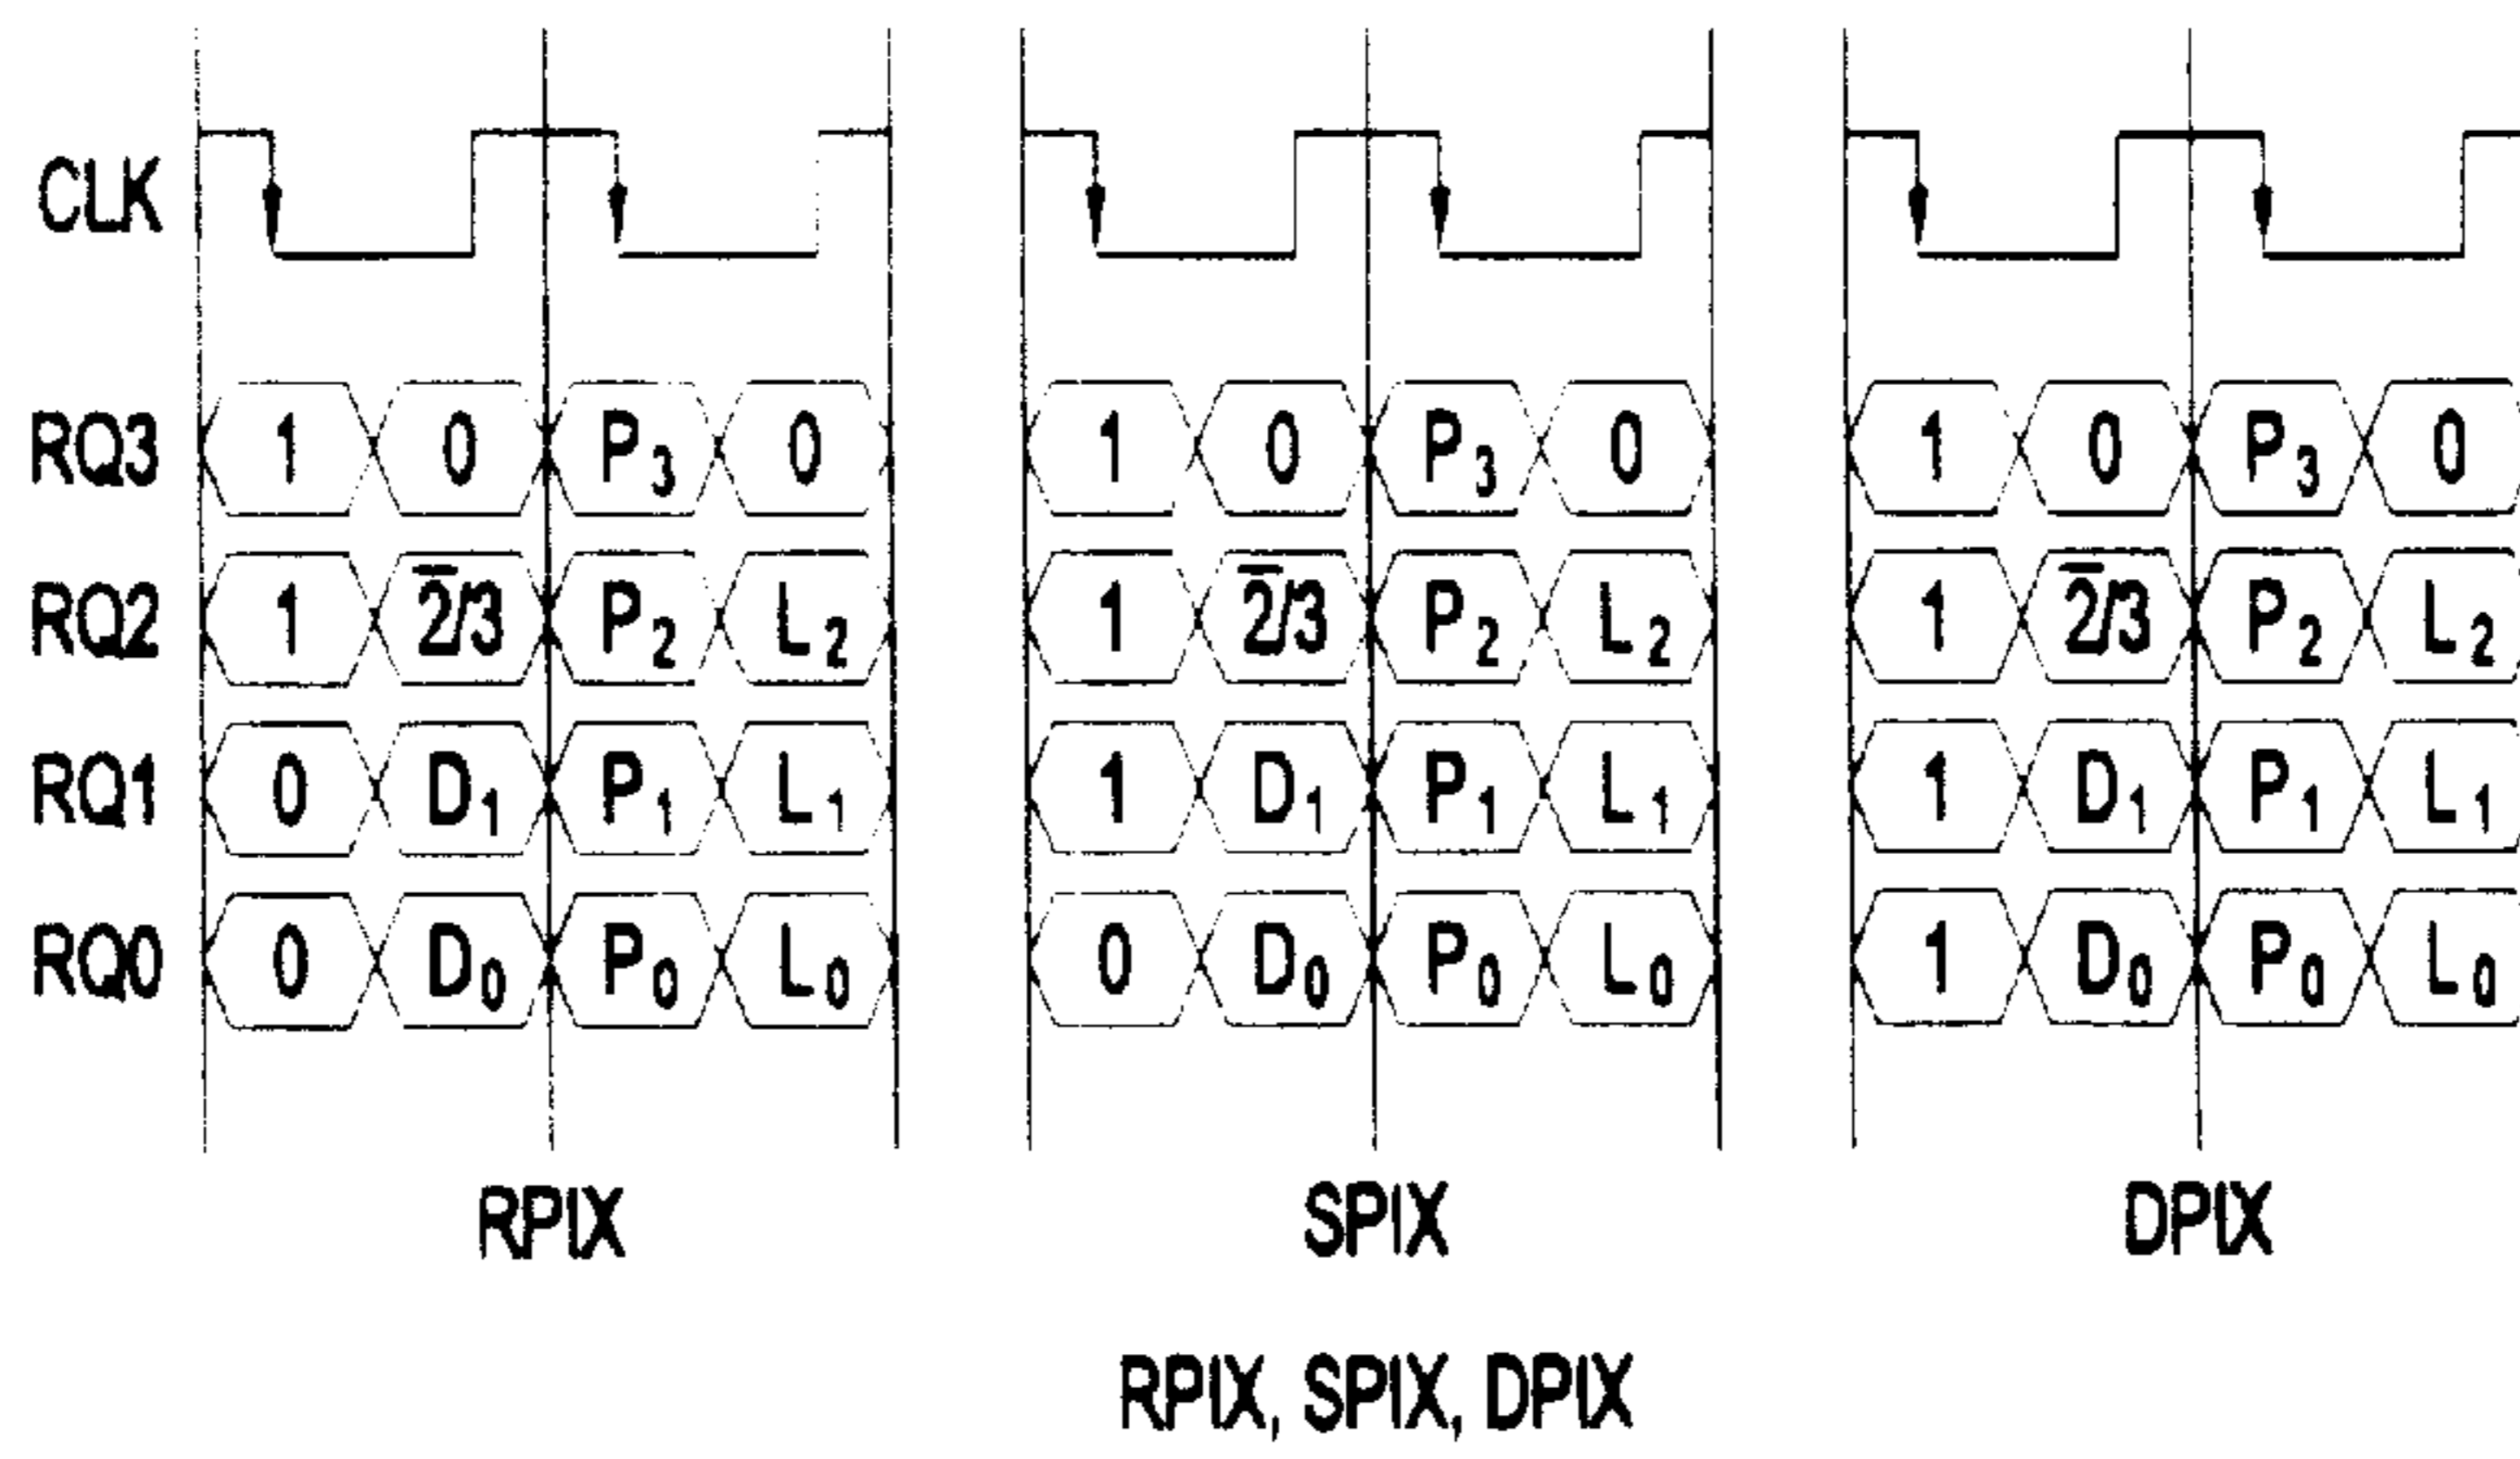 CLK
RQ3 1 0 P3 0 1 0 P3 0 1 0 P3 0
RQ2 1 2̅/3 P2 L2 1 2̅/3 P2 L2 1 2̅/3 P2 L2
RQ1 0 D1 P1 L1 1 D1 P1 L1 1 D1 P1 L1
RQ0 0 D0 P0 L0 0 D0 P0 L0 1 D0 P0 L0
RPIX SPIX DPIX
RPIX, SPIX, DPIX